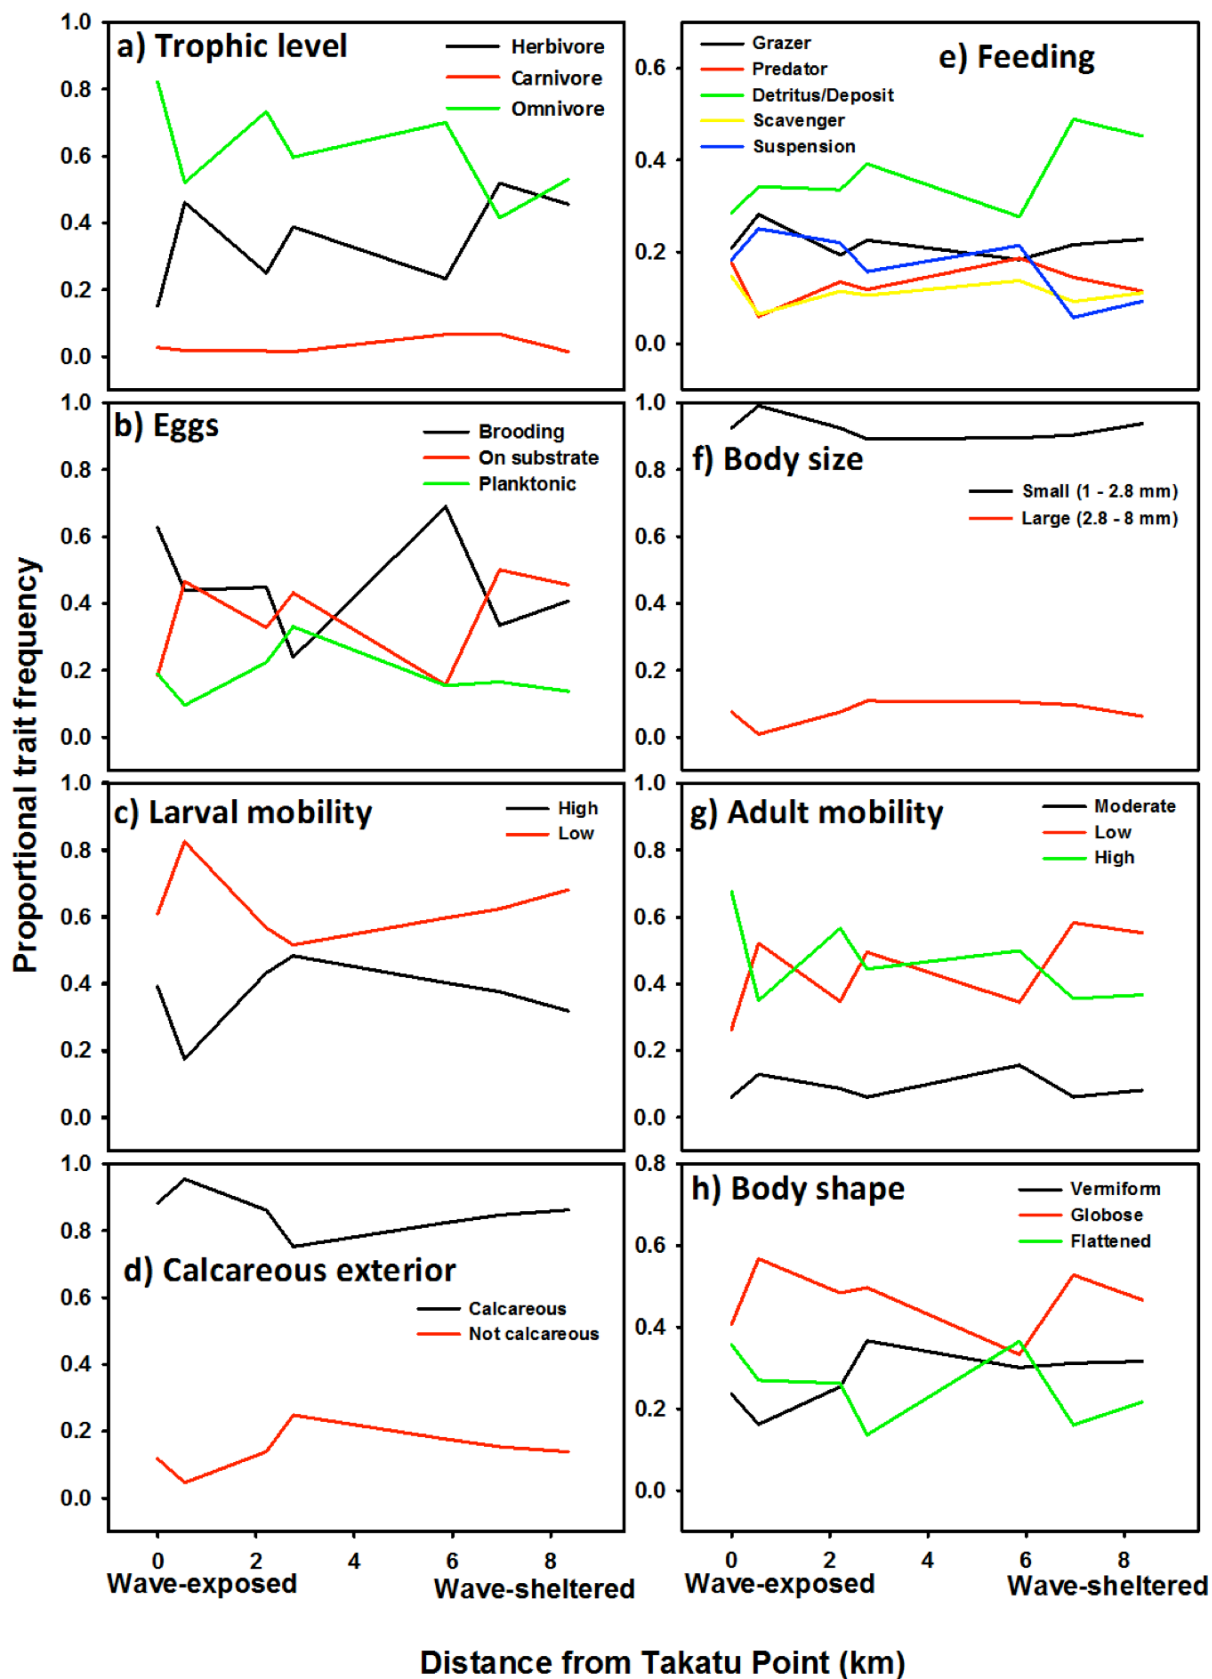 Proportional trait frequency
a) Trophic level
Herbivore
Carnivore
Omnivore
1.0
0.8
0.6
0.4
0.2
0.0
e) Feeding
Grazer
Predator
Detritus/Deposit
Scavenger
Suspension
0.6
0.4
0.2
0.0
b) Eggs
Brooding
On substrate
Planktonic
1.0
0.8
0.6
0.4
0.2
0.0
f) Body size
Small (1 - 2.8 mm)
Large (2.8 - 8 mm)
1.0
0.8
0.6
0.4
0.2
0.0
c) Larval mobility
High
Low
1.0
0.8
0.6
0.4
0.2
0.0
g) Adult mobility
Moderate
Low
High
1.0
0.8
0.6
0.4
0.2
0.0
d) Calcareous exterior
Calcareous
Not calcareous
1.0
0.8
0.6
0.4
0.2
0.0
h) Body shape
Vermiform
Globose
Flattened
0.8
0.6
0.4
0.2
0.0
0 2 4 6 8
Wave-exposed Wave-sheltered
0 2 4 6 8
Wave-exposed Wave-sheltered
Distance from Takatu Point (km)